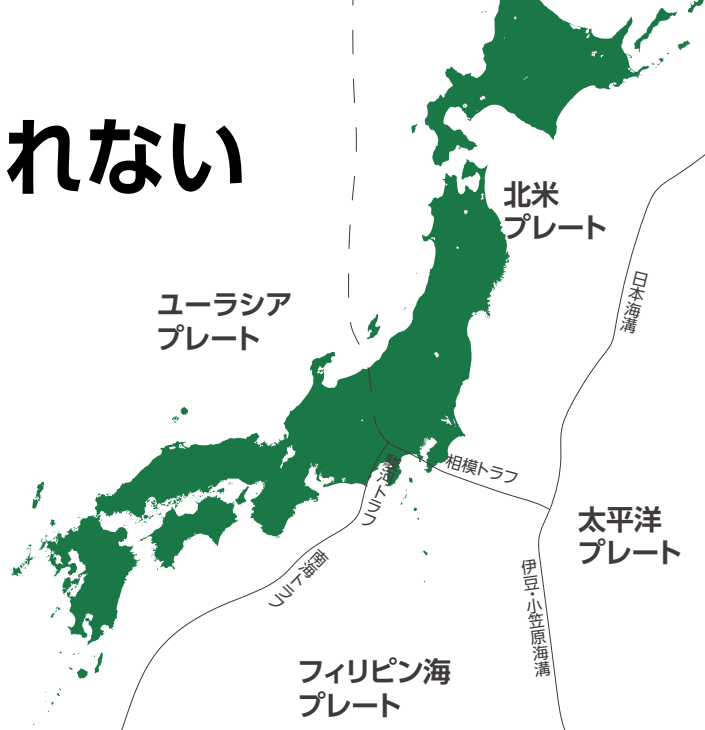 れない
北米
プレート
日本海溝
ユーラシア
プレート
相模トラフ
駿河トラフ
太平洋
プレート
南海トラフ
伊豆・小笠原海溝
フィリピン海
プレート